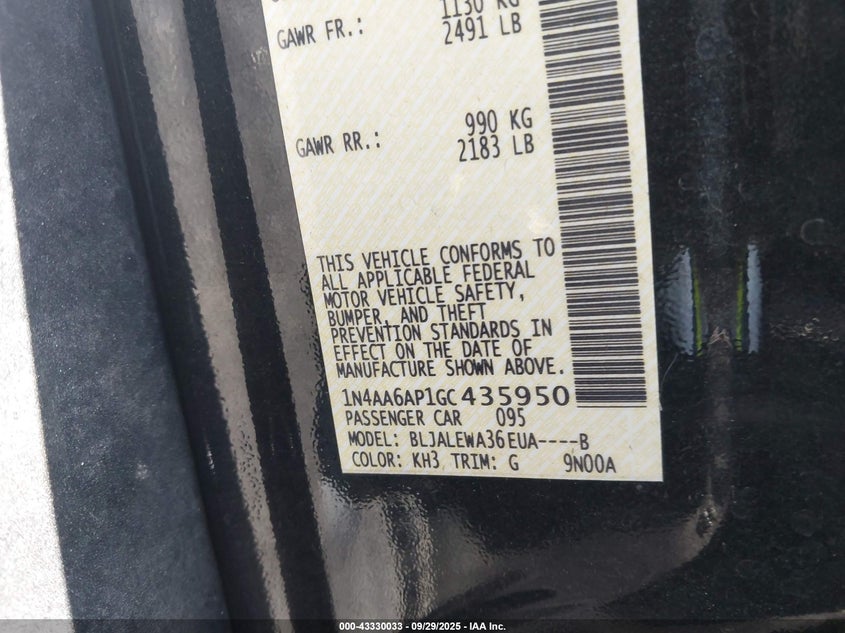 1130 KG
GAWR FR.: 2491 LB
990 KG
GAWR RR.: 2183 LB
THIS VEHICLE CONFORMS TO
ALL APPLICABLE FEDERAL
MOTOR VEHICLE SAFETY,
BUMPER, AND THEFT
PREVENTION STANDARDS IN
EFFECT ON THE DATE OF
MANUFACTURE SHOWN ABOVE.
1N4AA6AP1GC435950
PASSENGER CAR 095
MODEL: BLJALEWA36EUA----B
COLOR: KH3 TRIM: G 9N00A
000-43330033 - 09/29/2025 - IAA Inc.